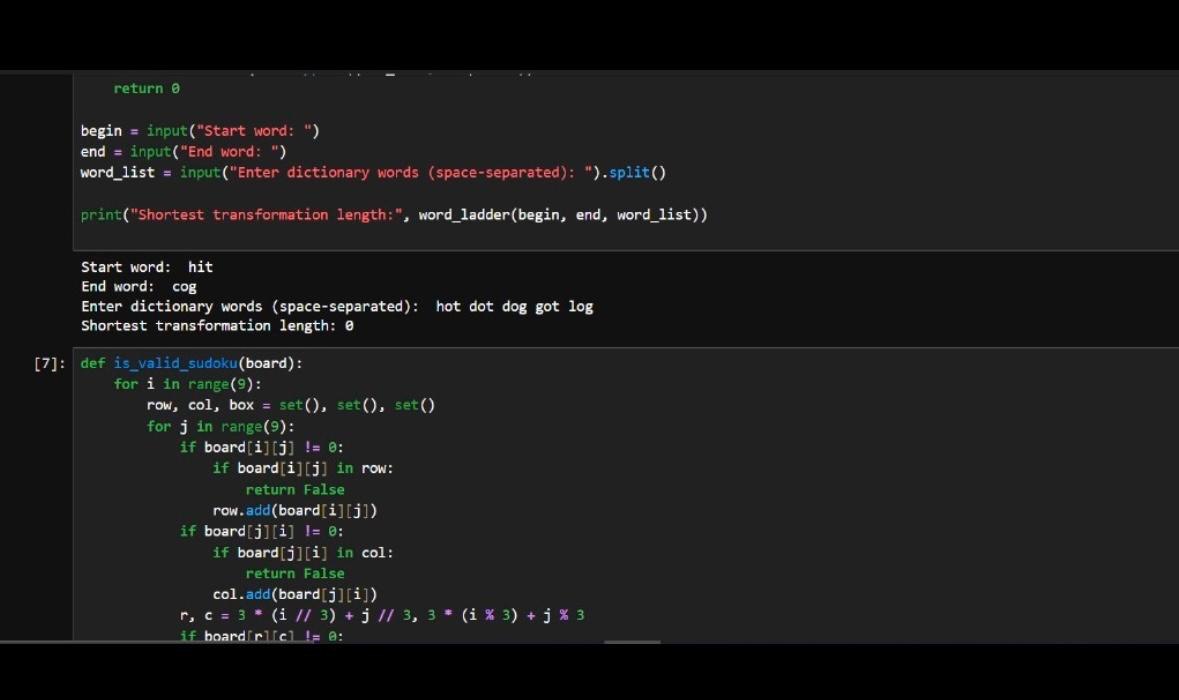 return 0
begin = input("Start word: ")
end = input("End word: ")
word_list = input("Enter dictionary words (space-separated): ").split()
print("Shortest transformation length:", word_ladder(begin, end, word_list))
Start word:  hit
End word:  cog
Enter dictionary words (space-separated):  hot dot dog got log
Shortest transformation length: 0
[7]: def is_valid_sudoku(board):
for i in range(9):
row, col, box = set(), set(), set()
for j in range(9):
if board[i][j] != 0:
if board[i][j] in row:
return False
row.add(board[i][j])
if board[j][i] != 0:
if board[j][i] in col:
return False
col.add(board[j][i])
r, c = 3 * (i // 3) + j // 3, 3 * (i % 3) + j % 3
if board[r][c] != 0: